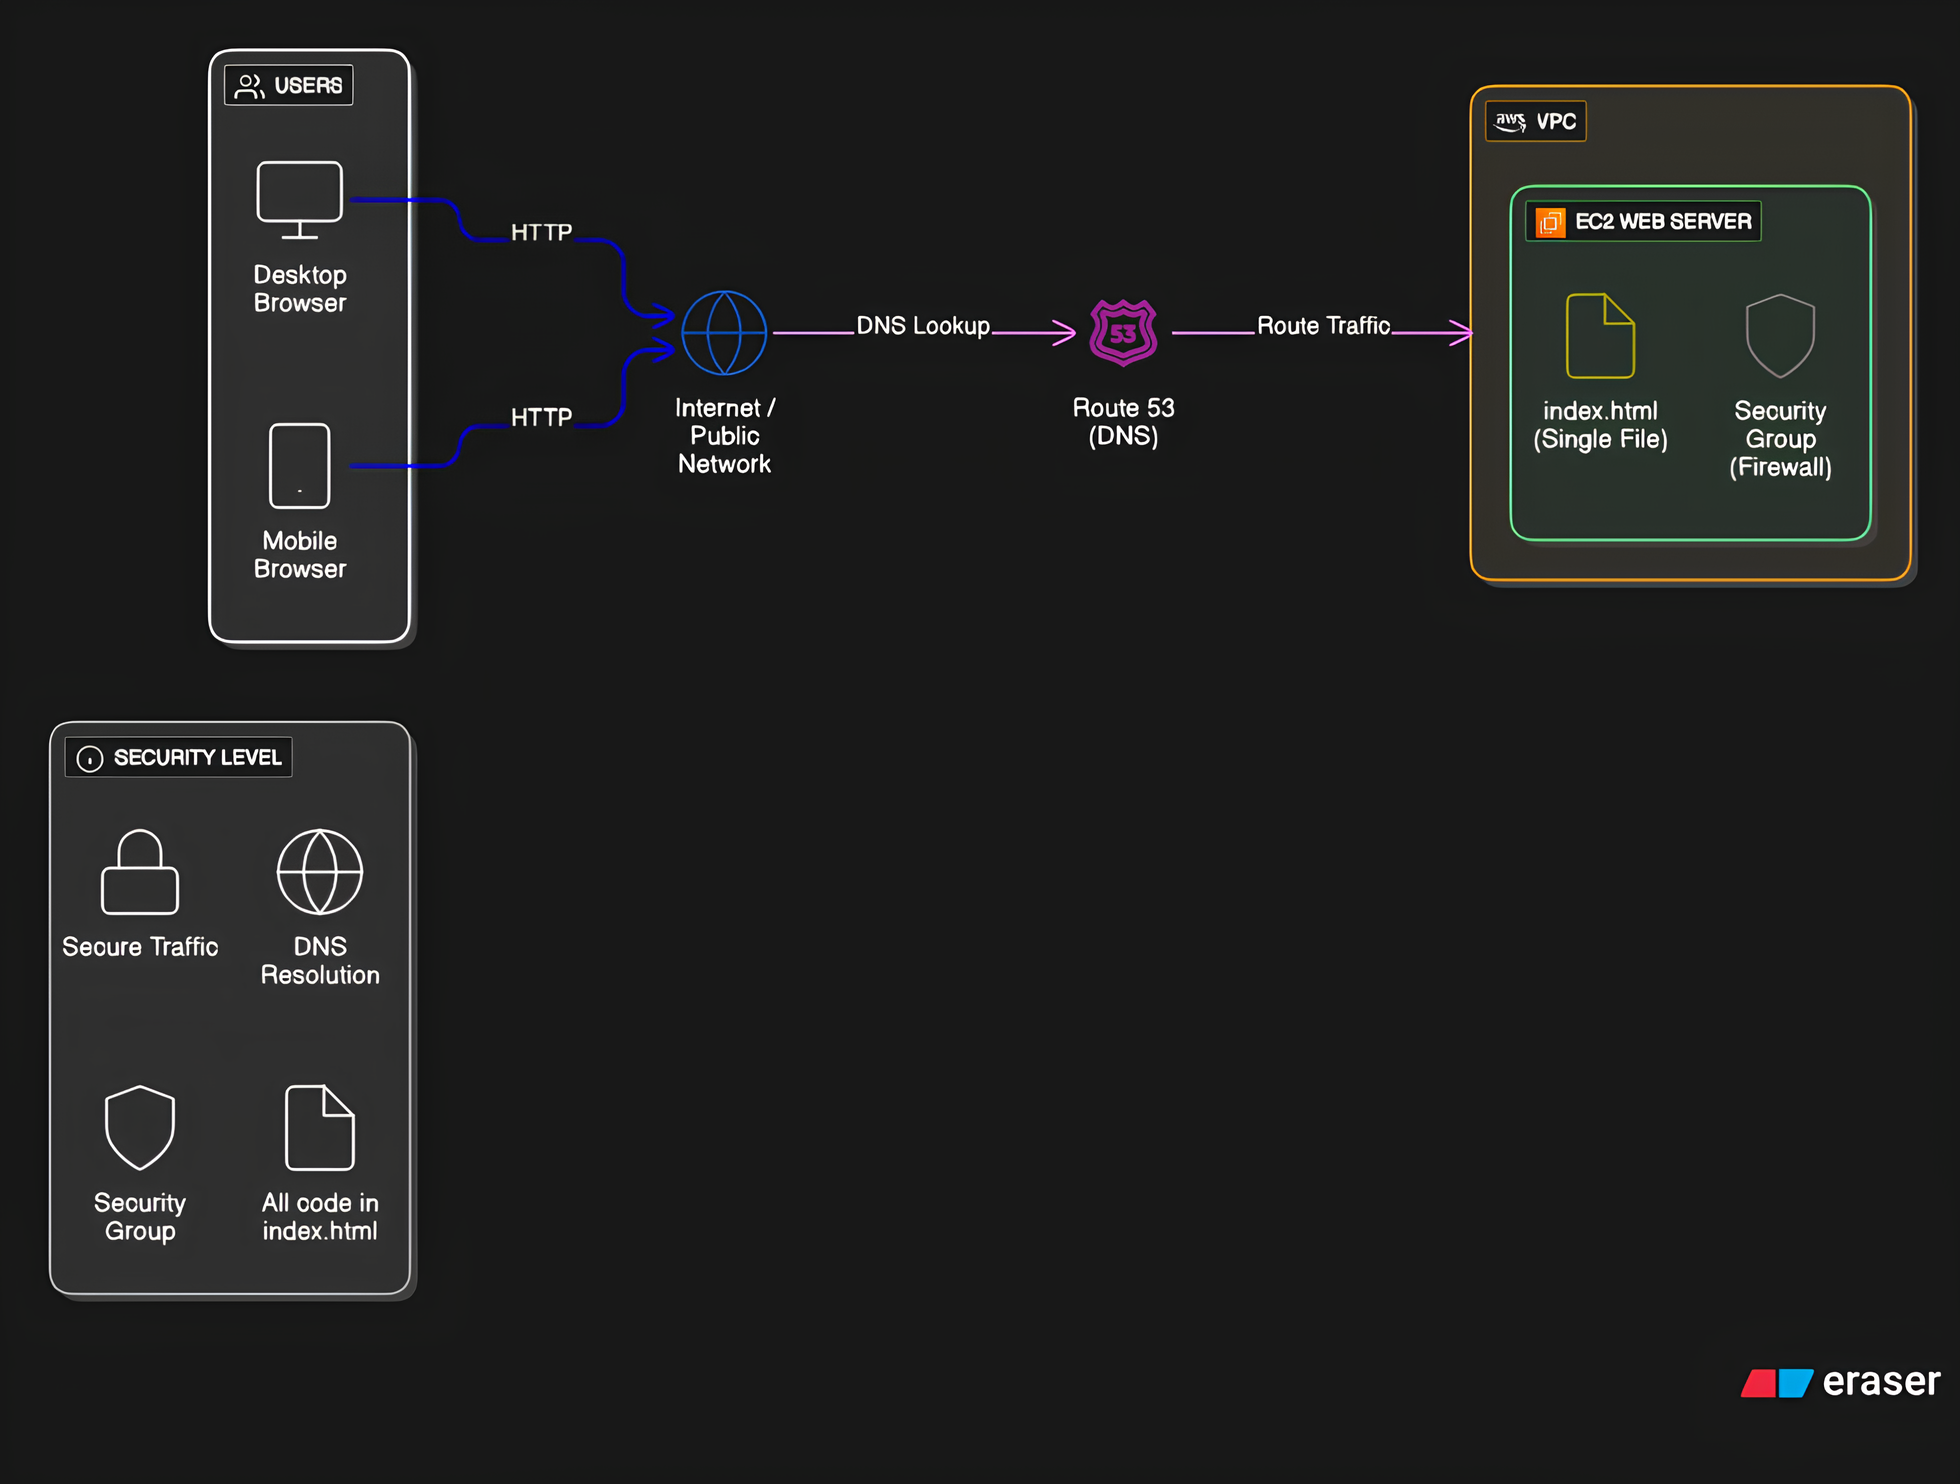 USERS
Desktop
Browser
Mobile
Browser
HTTP
HTTP
Internet /
Public
Network
DNS Lookup
53
Route 53
(DNS)
Route Traffic
aws VPC
EC2 WEB SERVER
index.html
(Single File)
Security
Group
(Firewall)
SECURITY LEVEL
Secure Traffic
DNS
Resolution
Security
Group
All code in
index.html
eraser